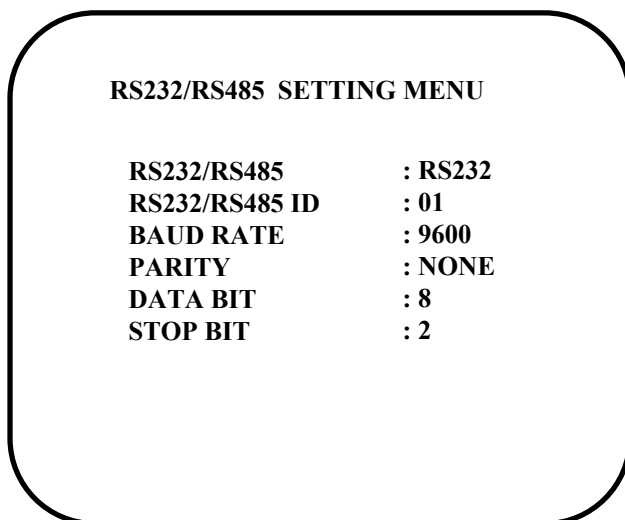 RS232/RS485 SETTING MENU
RS232/RS485 : RS232
RS232/RS485 ID : 01
BAUD RATE : 9600
PARITY : NONE
DATA BIT : 8
STOP BIT : 2